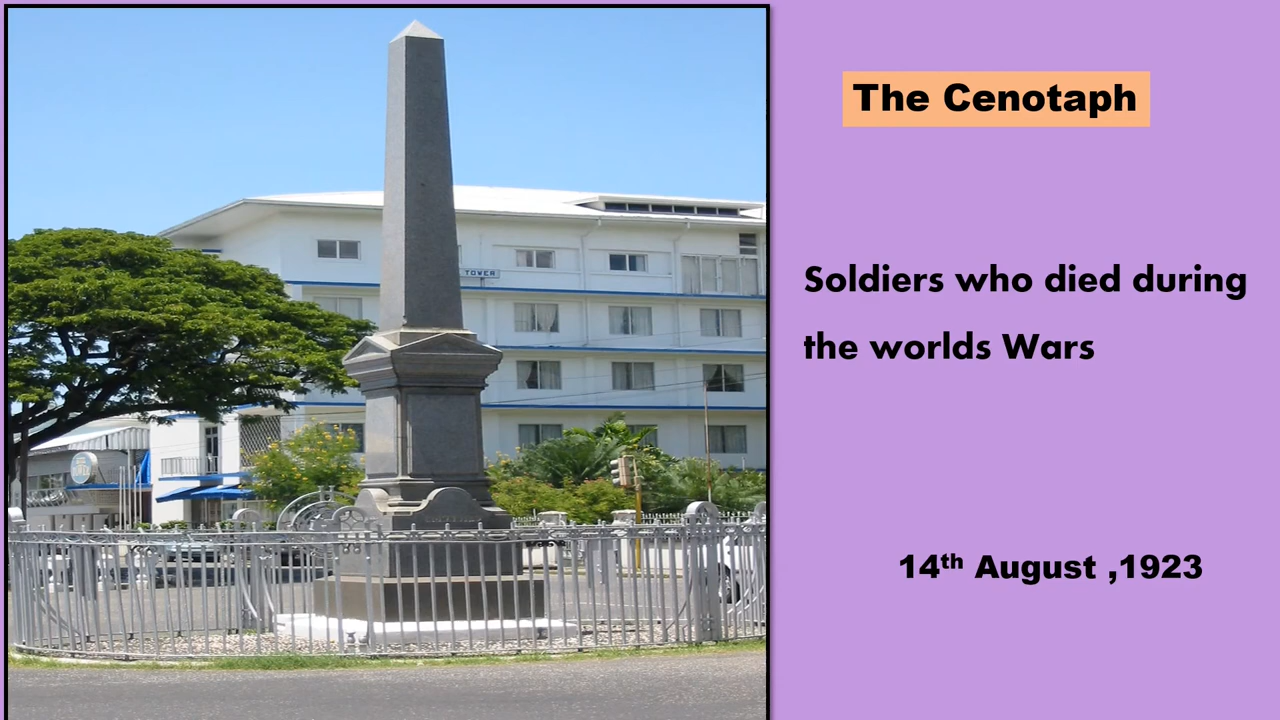 The Cenotaph
TOWER
Soldiers who died during
the worlds Wars
14th August ,1923